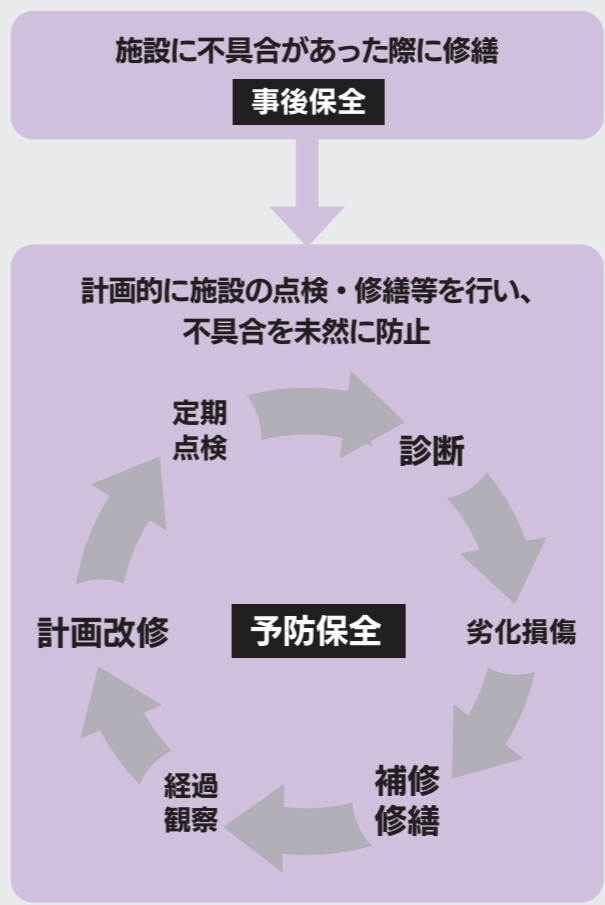 施設に不具合があった際に修繕
事後保全
計画的に施設の点検・修繕等を行い、
不具合を未然に防止
定期
点検
診断
劣化損傷
補修
修繕
経過
観察
計画改修
予防保全